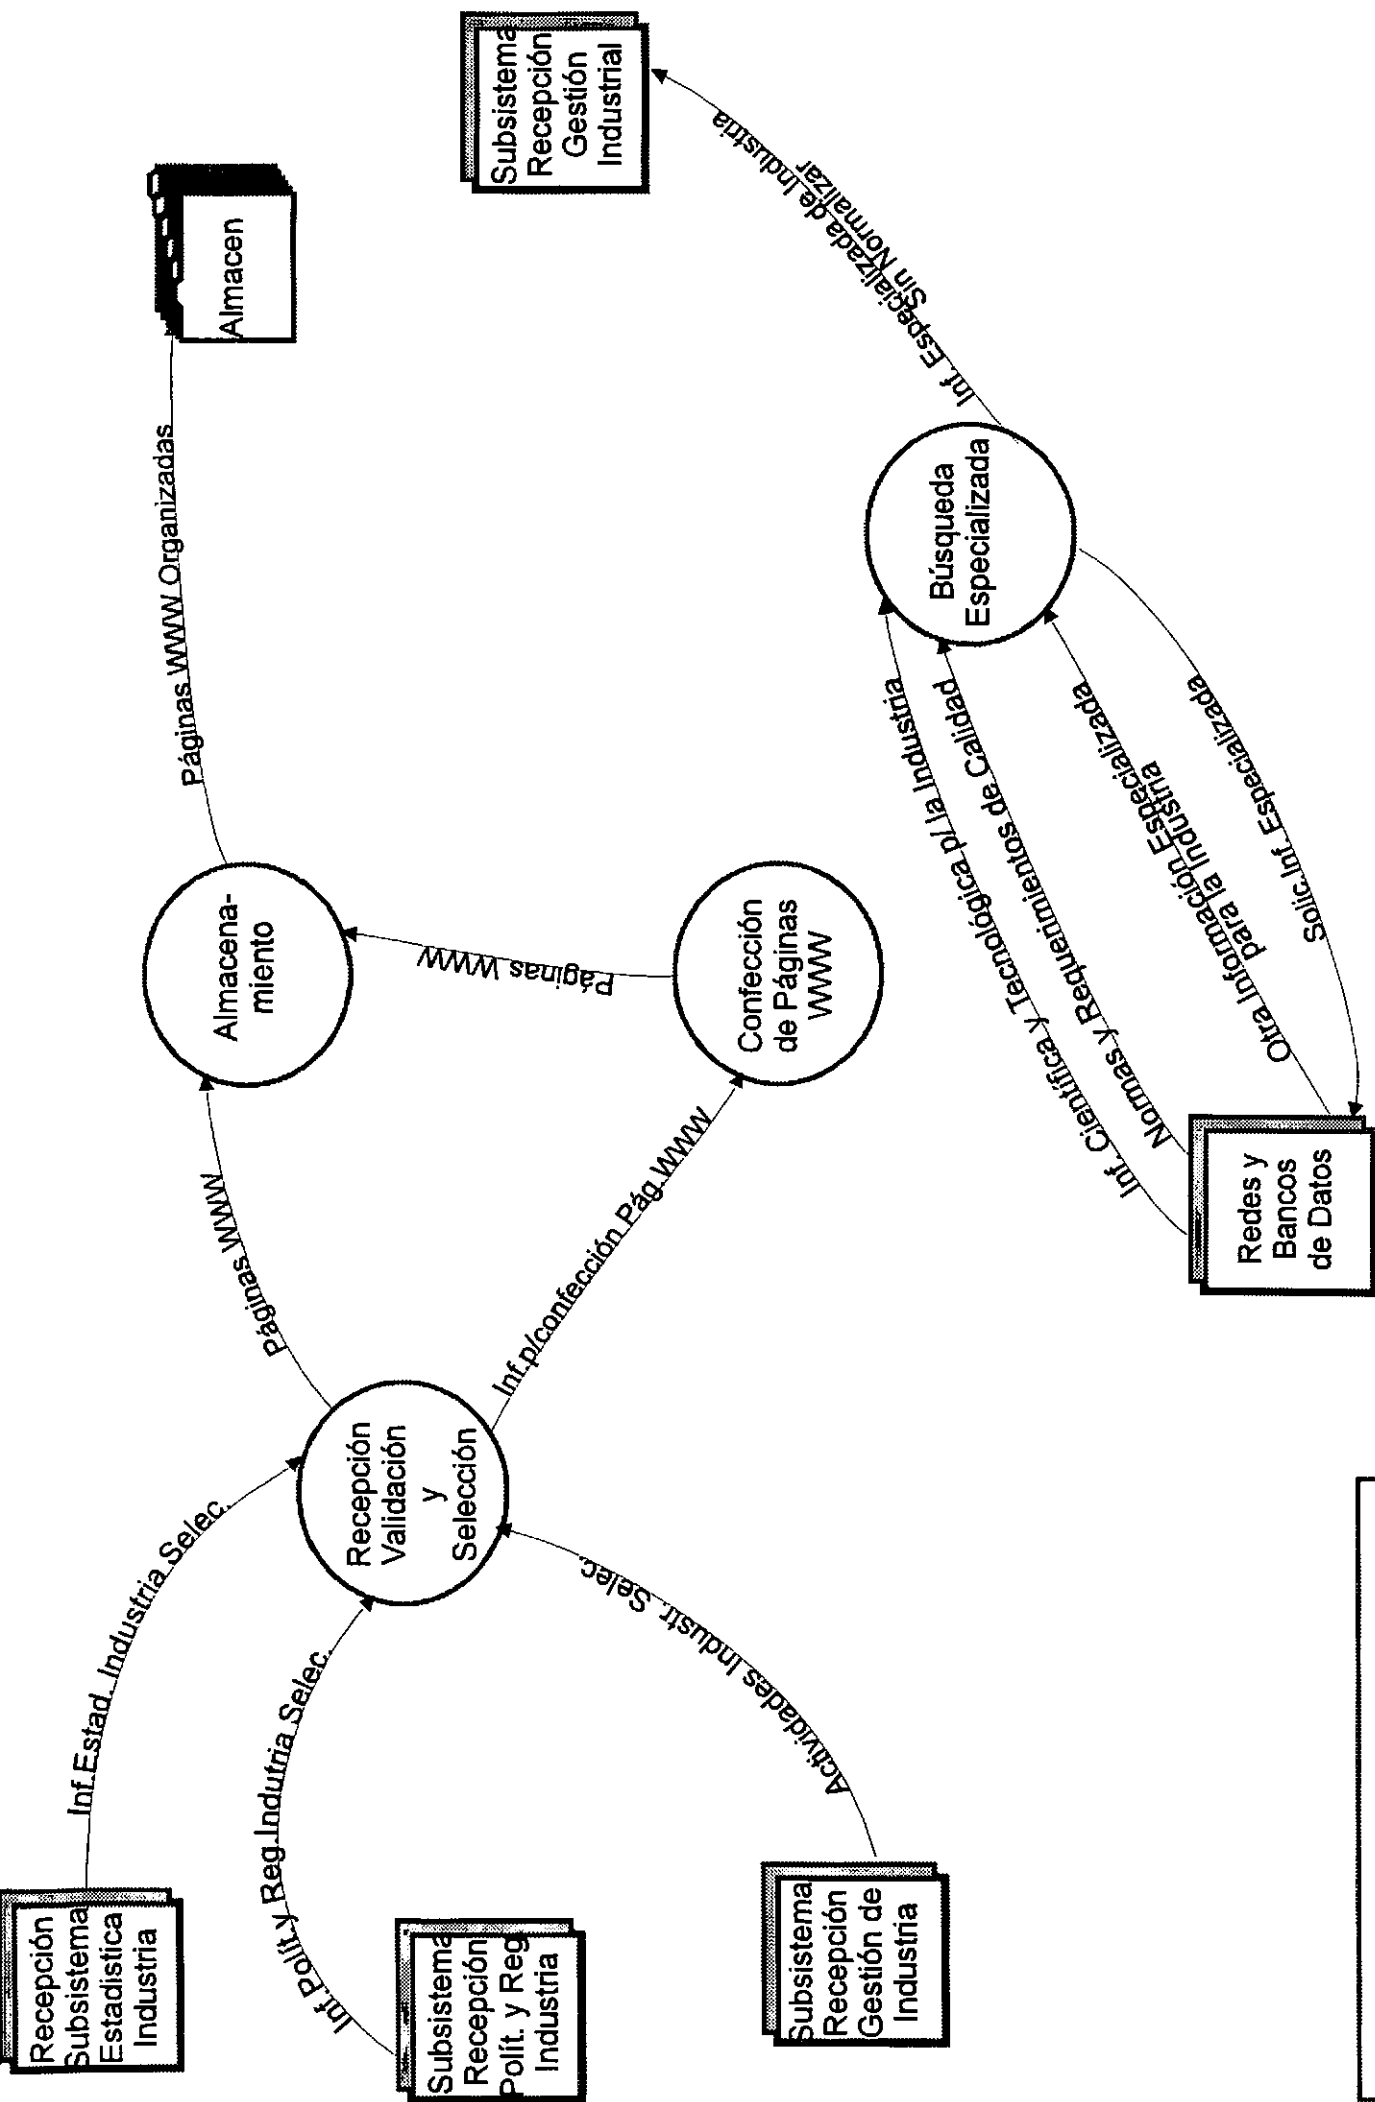 Recepción
Subsistema
Estadistica
Industria
Inf.Estad. Industria Selec.
Subsistema
Recepción
Polít. y Reg
Industria
Inf.Polít.y Reg.Indutria Selec.
Subsistema
Recepción
Gestión de
Industria
Actividades Industr. Selec.
Recepción
Validación
y
Selección
Páginas WWW
Inf.p/confección Pág.WWW
Almacena-
miento
Confección
de Páginas
WWW
Páginas WWW
Páginas WWW Organizadas
Almacen
Redes y
Bancos
de Datos
Inf. Científica y Tecnológica p/ la Industria
Normas y Requerimientos de Calidad
Otra Información Especializada
para la Industria
Solic.Inf. Especializada
Búsqueda
Especializada
Inf. Especializada de Industria
Sin Normalizar
Subsistema
Recepción
Gestión
Industrial